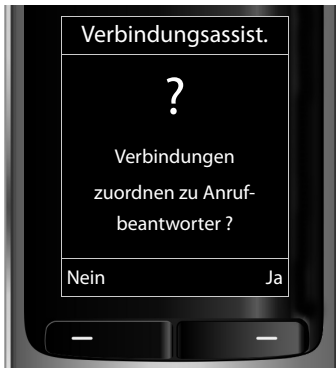 Verbindungsassist.
?
Verbindungen
zuordnen zu Anruf-
beantworter ?
Nein Ja